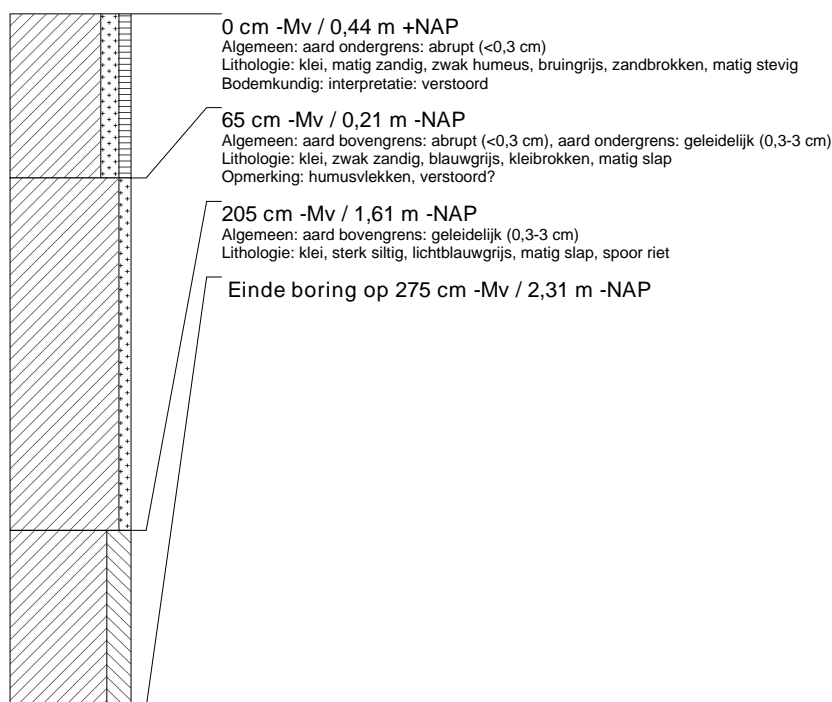 0 cm -Mv / 0,44 m +NAP
Algemeen: aard ondergrens: abrupt (<0,3 cm)
Lithologie: klei, matig zandig, zwak humeus, bruingrijs, zandbrokken, matig stevig
Bodemkundig: interpretatie: verstoord
65 cm -Mv / 0,21 m -NAP
Algemeen: aard bovengrens: abrupt (<0,3 cm), aard ondergrens: geleidelijk (0,3-3 cm)
Lithologie: klei, zwak zandig, blauwgrijs, kleibrokken, matig slap
Opmerking: humusvlekken, verstoord?
205 cm -Mv / 1,61 m -NAP
Algemeen: aard bovengrens: geleidelijk (0,3-3 cm)
Lithologie: klei, sterk siltig, lichtblauwgrijs, matig slap, spoor riet
Einde boring op 275 cm -Mv / 2,31 m -NAP